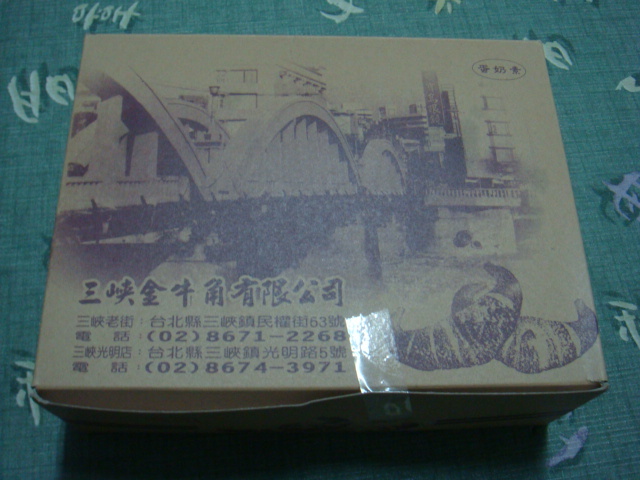 蛋奶素
三峽金牛角有限公司
三峽老街：台北縣三峽鎮民權街63號
電話：(02)8671-2268
三峽光明店：台北縣三峽鎮光明路5號
電話：(02)8674-3971